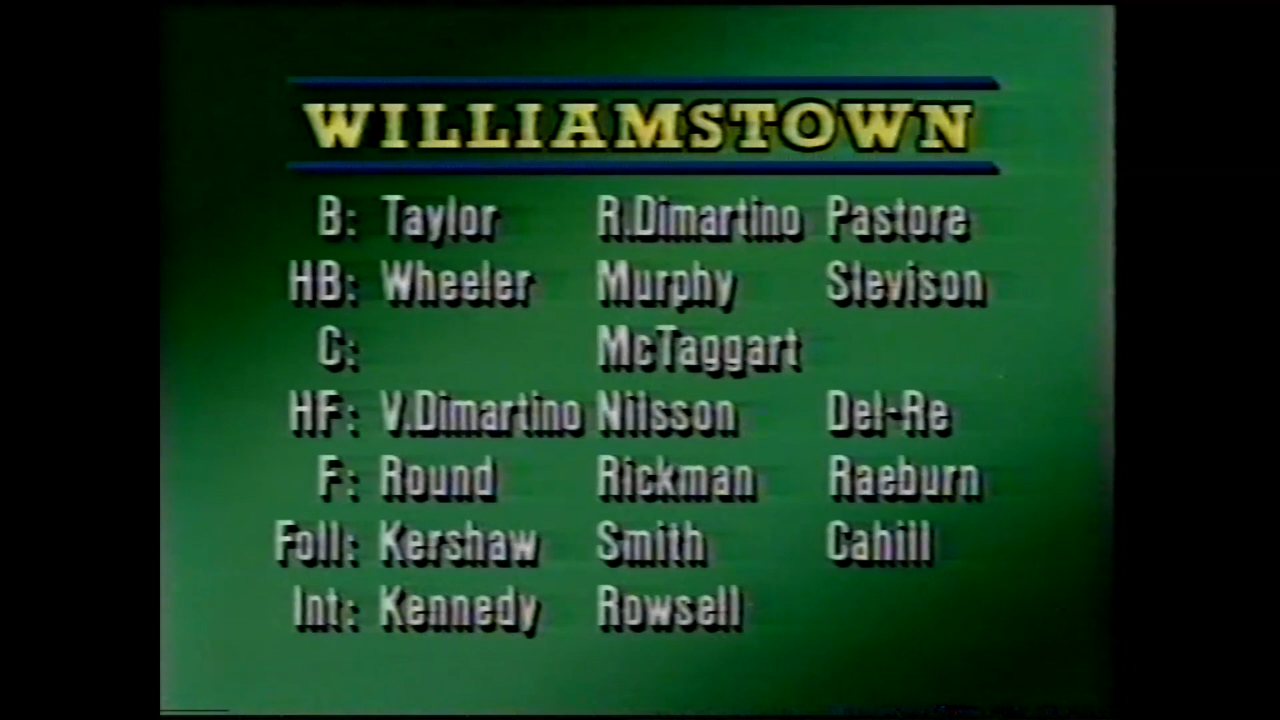 WILLIAMSTOWN
B: Taylor R.Dimartino Pastore
HB: Wheeler Murphy Slevison
C: McTaggart
HF: V.Dimartino Nilsson Del-Re
F: Round Rickman Raeburn
Foll: Kershaw Smith Cahill
Int: Kennedy Rowsell